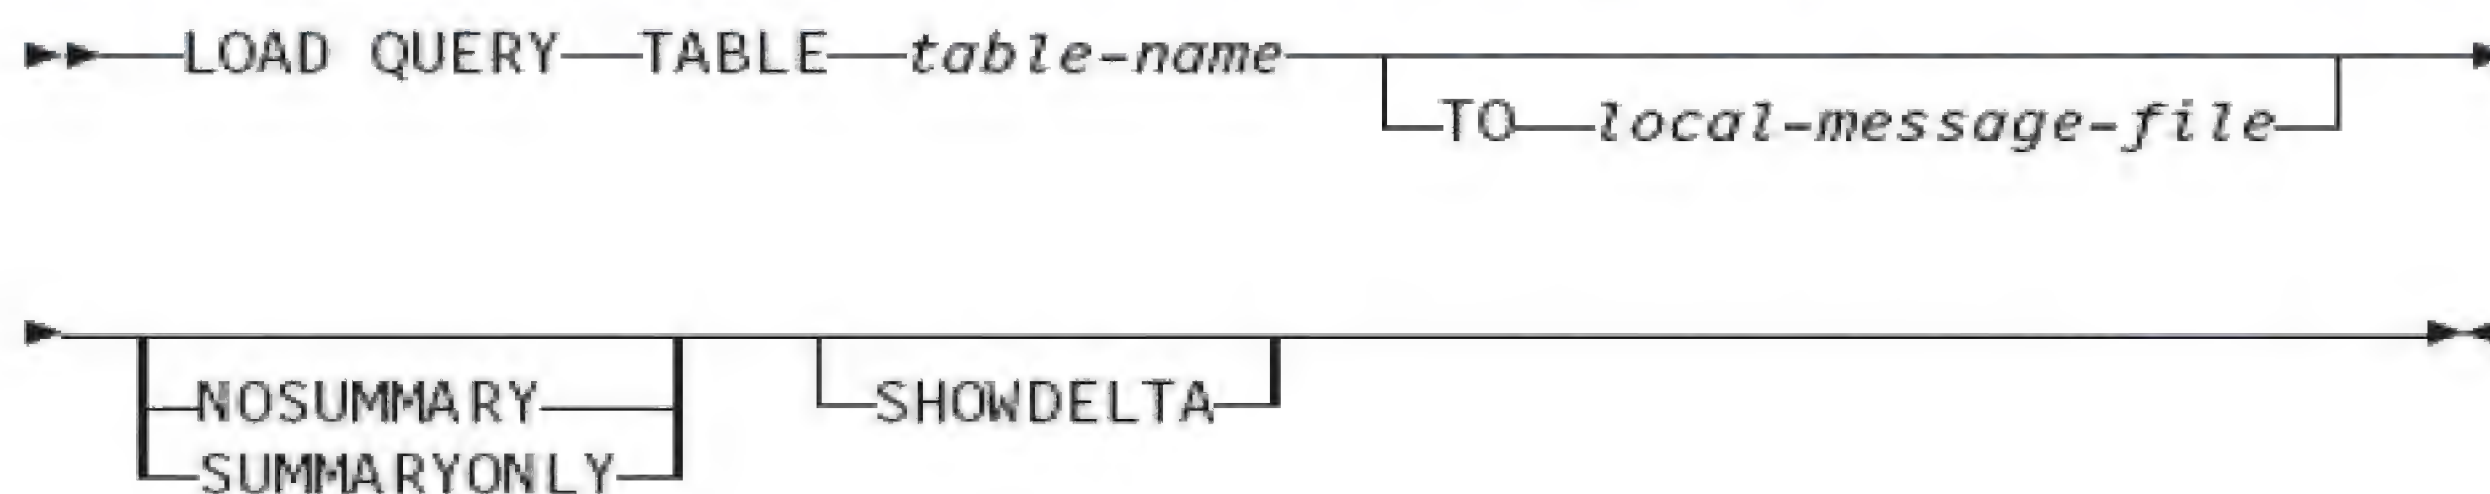 LOAD QUERY TABLE table-name
TO local-message-file
NOSUMMARY SHOWDELTA
SUMMARYONLY